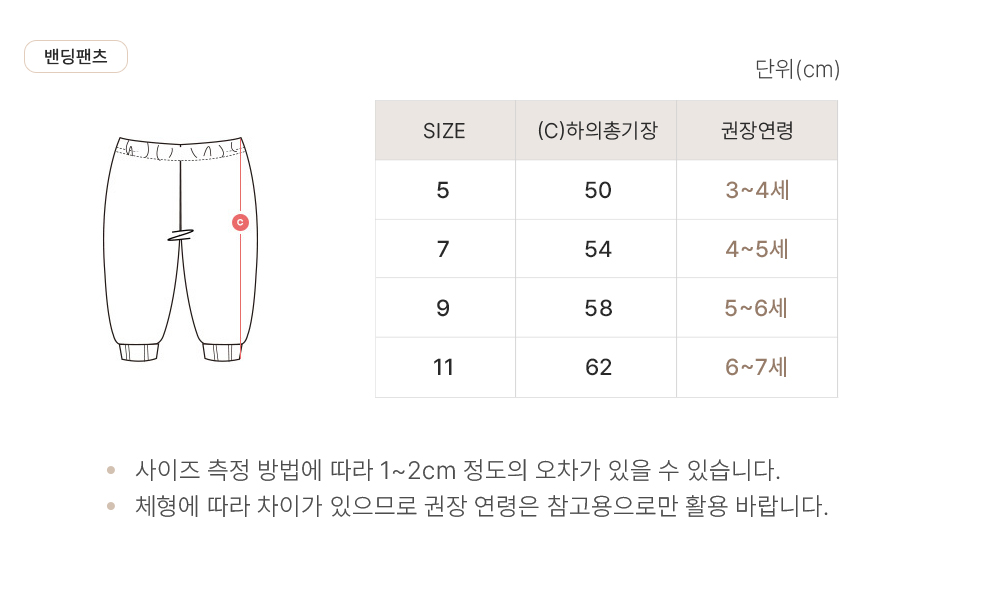 밴딩팬츠
단위(cm)
SIZE (C)하의총기장 권장연령
5 50 3~4세
7 54 4~5세
9 58 5~6세
11 62 6~7세
C
사이즈 측정 방법에 따라 1~2cm 정도의 오차가 있을 수 있습니다.
체형에 따라 차이가 있으므로 권장 연령은 참고용으로만 활용 바랍니다.